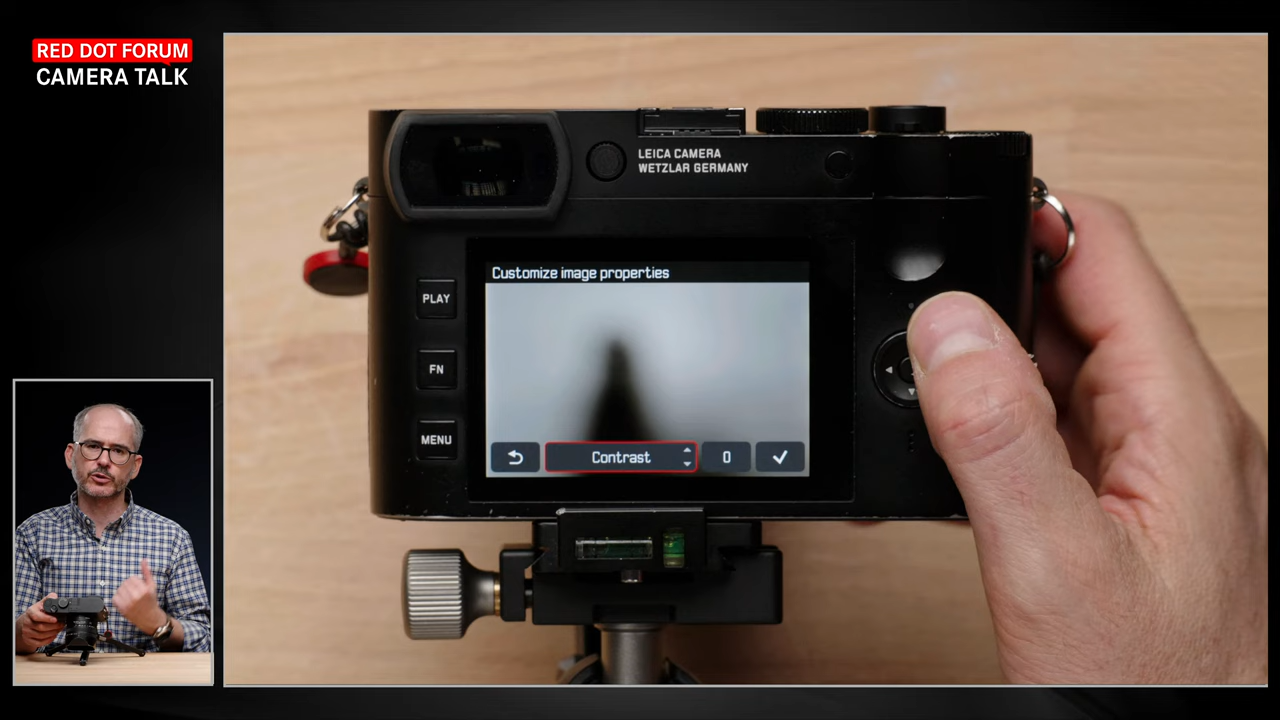 RED DOT FORUM
CAMERA TALK
LEICA CAMERA
WETZLAR GERMANY
Customize image properties
PLAY
FN
MENU
Contrast
0